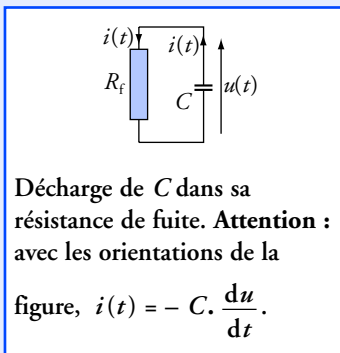 i(t) i(t)
R_f C u(t)
Décharge de C dans sa
résistance de fuite. Attention :
avec les orientations de la
figure, i(t) = – C. du/dt.